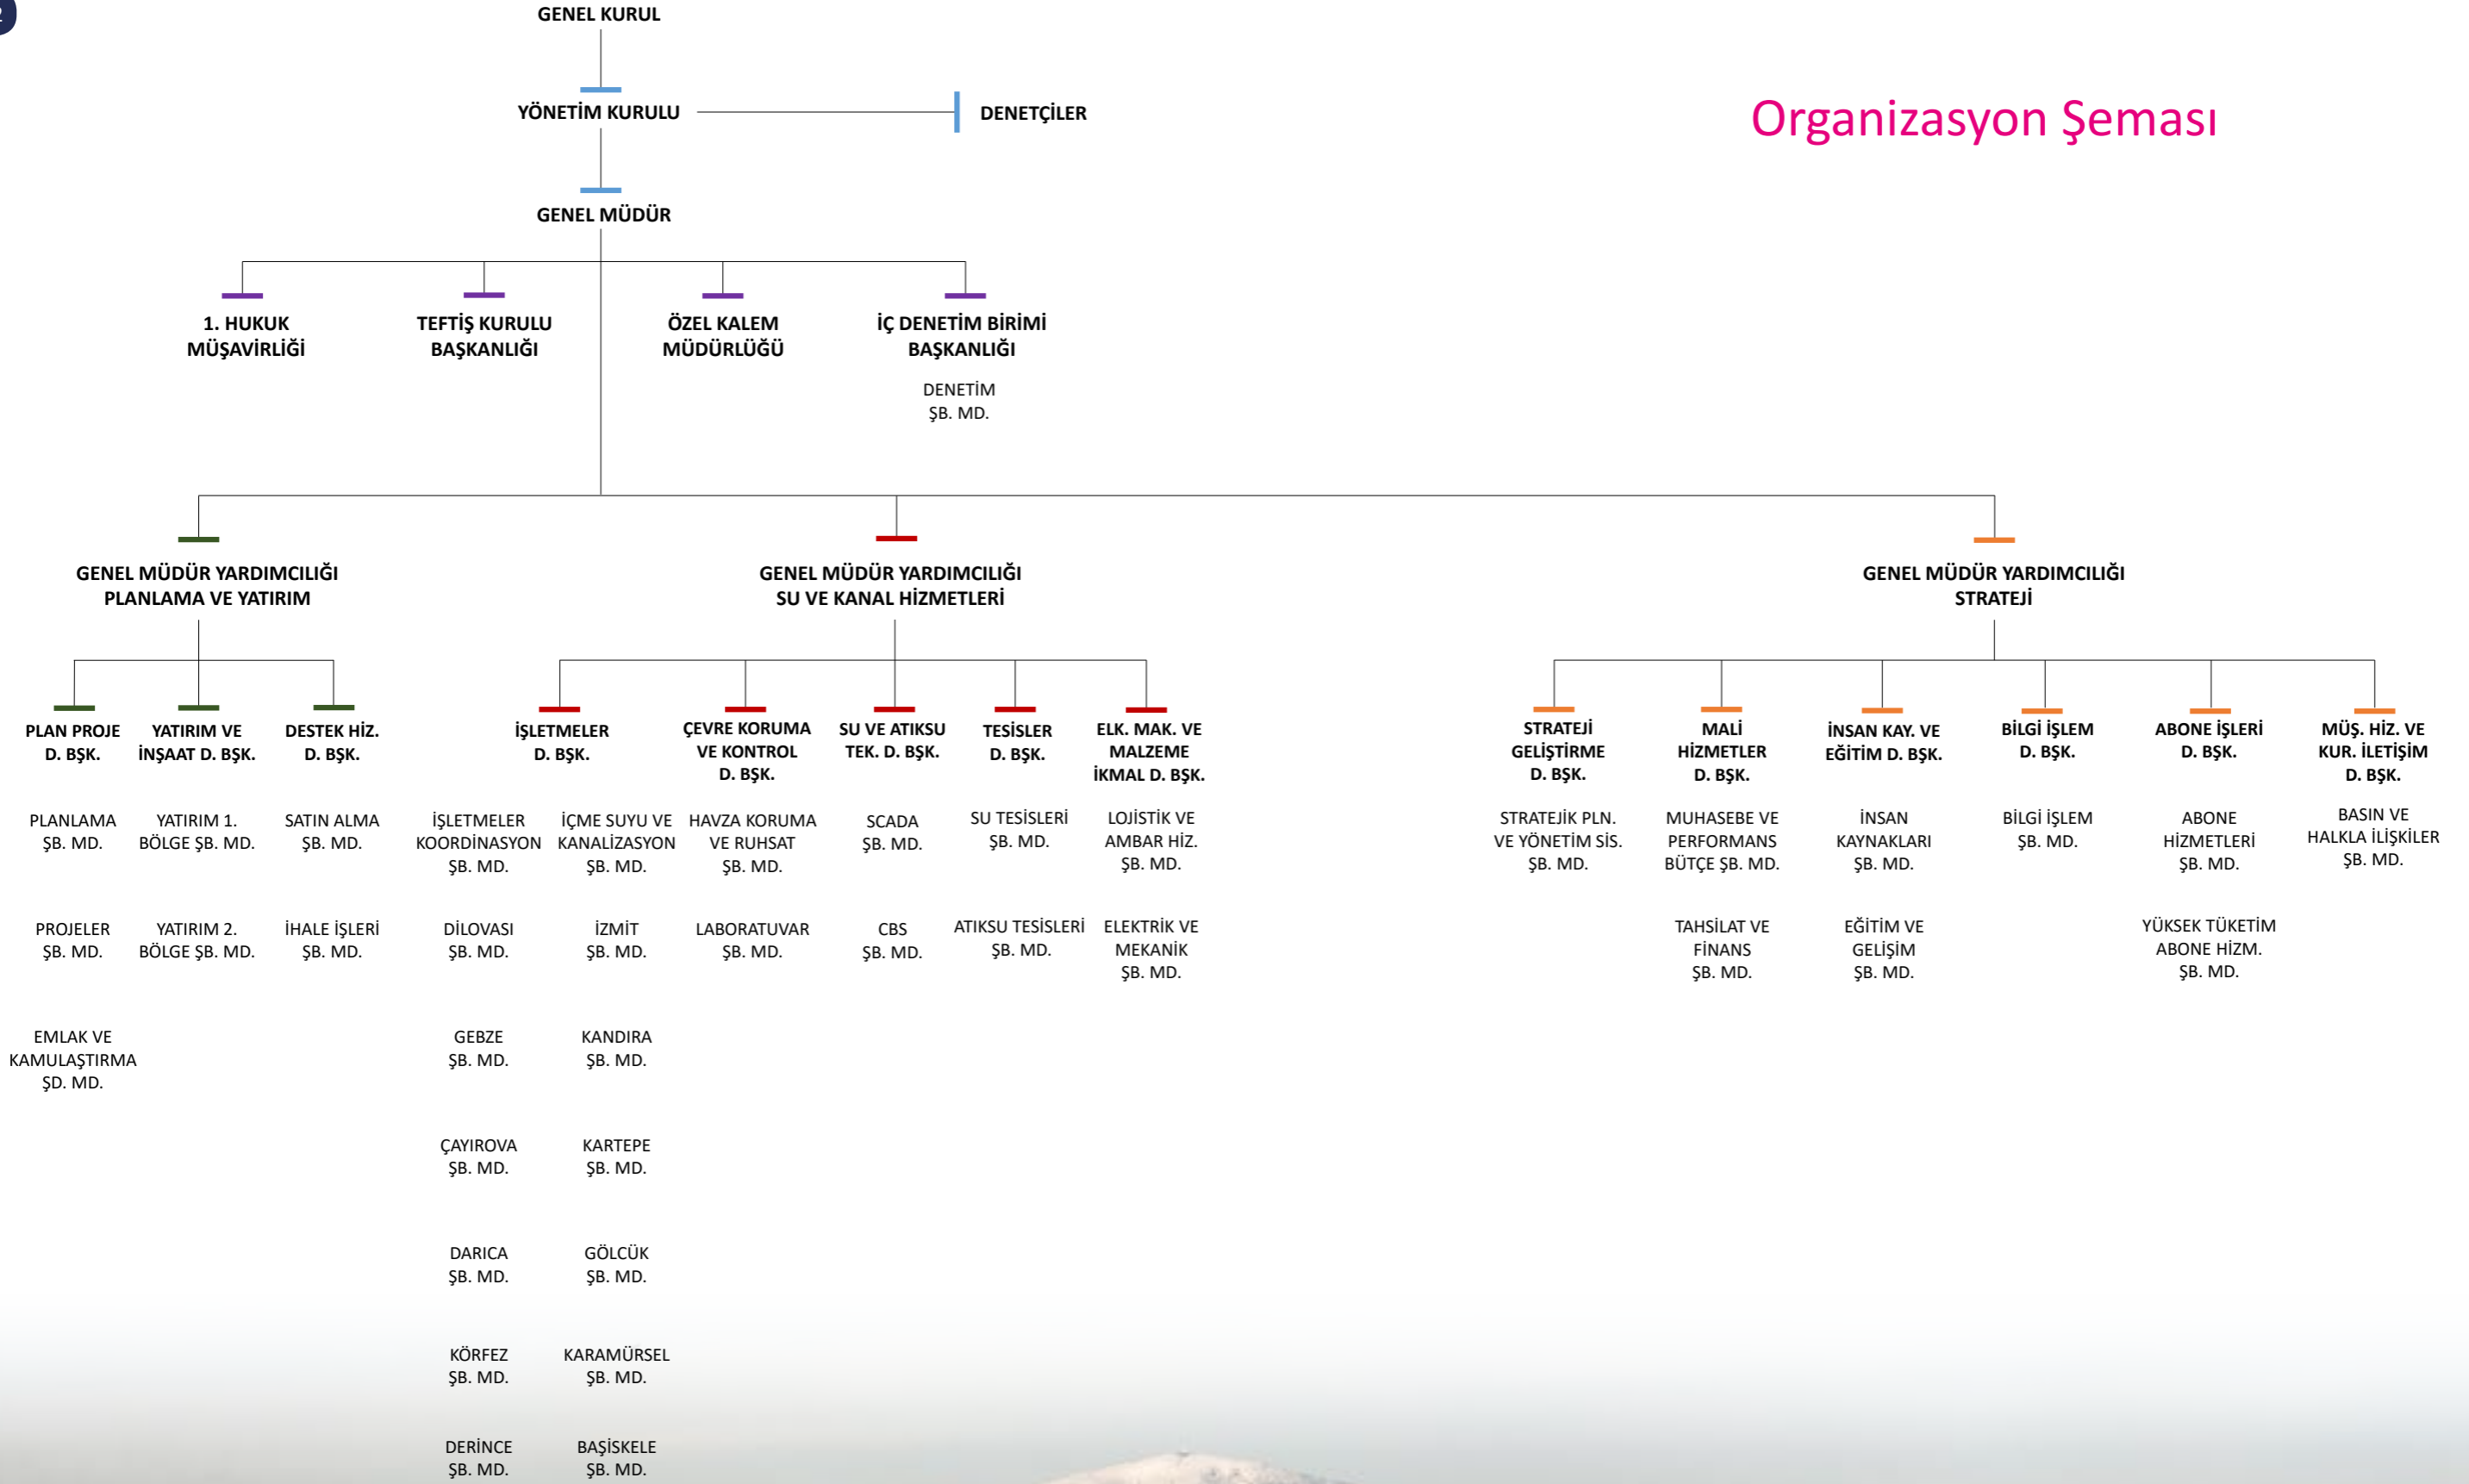 2
GENEL KURUL
YÖNETİM KURULU
DENETÇİLER
Organizasyon Şeması
GENEL MÜDÜR
1. HUKUK
MÜŞAVİRLİĞİ
TEFTİŞ KURULU
BAŞKANLIĞI
ÖZEL KALEM
MÜDÜRLÜĞÜ
İÇ DENETİM BİRİMİ
BAŞKANLIĞI
DENETİM
ŞB. MD.
GENEL MÜDÜR YARDIMCILIĞI
PLANLAMA VE YATIRIM
GENEL MÜDÜR YARDIMCILIĞI
SU VE KANAL HİZMETLERİ
GENEL MÜDÜR YARDIMCILIĞI
STRATEJİ
PLAN PROJE
D. BŞK.
PLANLAMA
ŞB. MD.
PROJELER
ŞB. MD.
EMLAK VE
KAMULAŞTIRMA
ŞD. MD.
YATIRIM VE
İNŞAAT D. BŞK.
YATIRIM 1.
BÖLGE ŞB. MD.
YATIRIM 2.
BÖLGE ŞB. MD.
DESTEK HİZ.
D. BŞK.
SATIN ALMA
ŞB. MD.
İHALE İŞLERİ
ŞB. MD.
İŞLETMELER
D. BŞK.
İŞLETMELER
KOORDİNASYON
ŞB. MD.
DİLOVASI
ŞB. MD.
GEBZE
ŞB. MD.
ÇAYIROVA
ŞB. MD.
DARICA
ŞB. MD.
KÖRFEZ
ŞB. MD.
DERİNCE
ŞB. MD.
İÇME SUYU VE
KANALİZASYON
ŞB. MD.
İZMİT
ŞB. MD.
KANDIRA
ŞB. MD.
KARTEPE
ŞB. MD.
GÖLCÜK
ŞB. MD.
KARAMÜRSEL
ŞB. MD.
BAŞİSKELE
ŞB. MD.
ÇEVRE KORUMA
VE KONTROL
D. BŞK.
HAVZA KORUMA
VE RUHSAT
ŞB. MD.
LABORATUVAR
ŞB. MD.
SU VE ATIKSU
TEK. D. BŞK.
SCADA
ŞB. MD.
CBS
ŞB. MD.
TESİSLER
D. BŞK.
SU TESİSLERİ
ŞB. MD.
ATIKSU TESİSLERİ
ŞB. MD.
ELK. MAK. VE
MALZEME
İKMAL D. BŞK.
LOJİSTİK VE
AMBAR HİZ.
ŞB. MD.
ELEKTRİK VE
MEKANİK
ŞB. MD.
STRATEJİ
GELİŞTİRME
D. BŞK.
STRATEJİK PLN.
VE YÖNETİM SİS.
ŞB. MD.
MALİ
HİZMETLER
D. BŞK.
MUHASEBE VE
PERFORMANS
BÜTÇE ŞB. MD.
TAHSİLAT VE
FİNANS
ŞB. MD.
İNSAN KAY. VE
EĞİTİM D. BŞK.
İNSAN
KAYNAKLARI
ŞB. MD.
EĞİTİM VE
GELİŞİM
ŞB. MD.
BİLGİ İŞLEM
D. BŞK.
BİLGİ İŞLEM
ŞB. MD.
ABONE İŞLERİ
D. BŞK.
ABONE
HİZMETLERİ
ŞB. MD.
YÜKSEK TÜKETİM
ABONE HİZM.
ŞB. MD.
MÜŞ. HİZ. VE
KUR. İLETİŞİM
D. BŞK.
BASIN VE
HALKLA İLİŞKİLER
ŞB. MD.